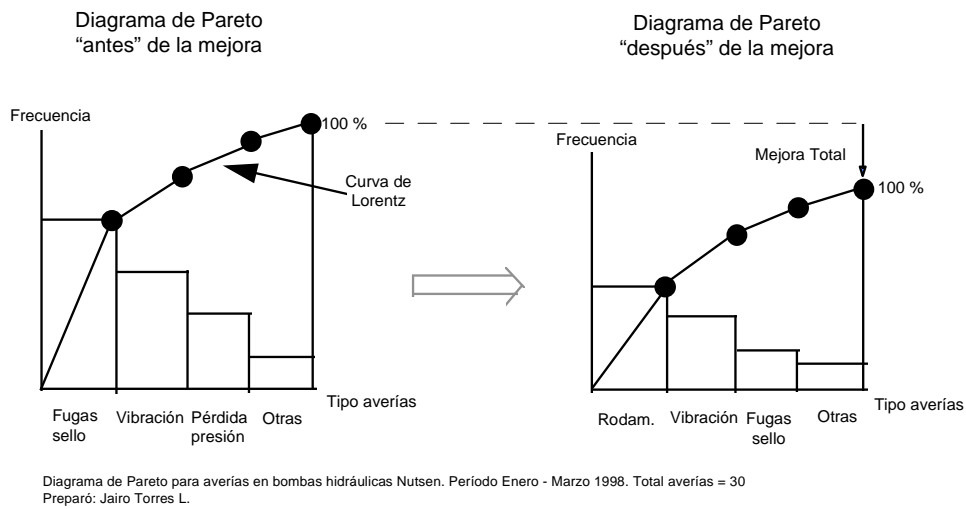 Diagrama de Pareto
“antes” de la mejora
Frecuencia
100 %
Curva de
Lorentz
Tipo averías
Fugas
sello
Vibración
Pérdida
presión
Otras
Diagrama de Pareto
“después” de la mejora
Frecuencia
Mejora Total
100 %
Tipo averías
Rodam.
Vibración
Fugas
sello
Otras
Diagrama de Pareto para averías en bombas hidráulicas Nutsen. Período Enero - Marzo 1998. Total averías = 30
Preparó: Jairo Torres L.